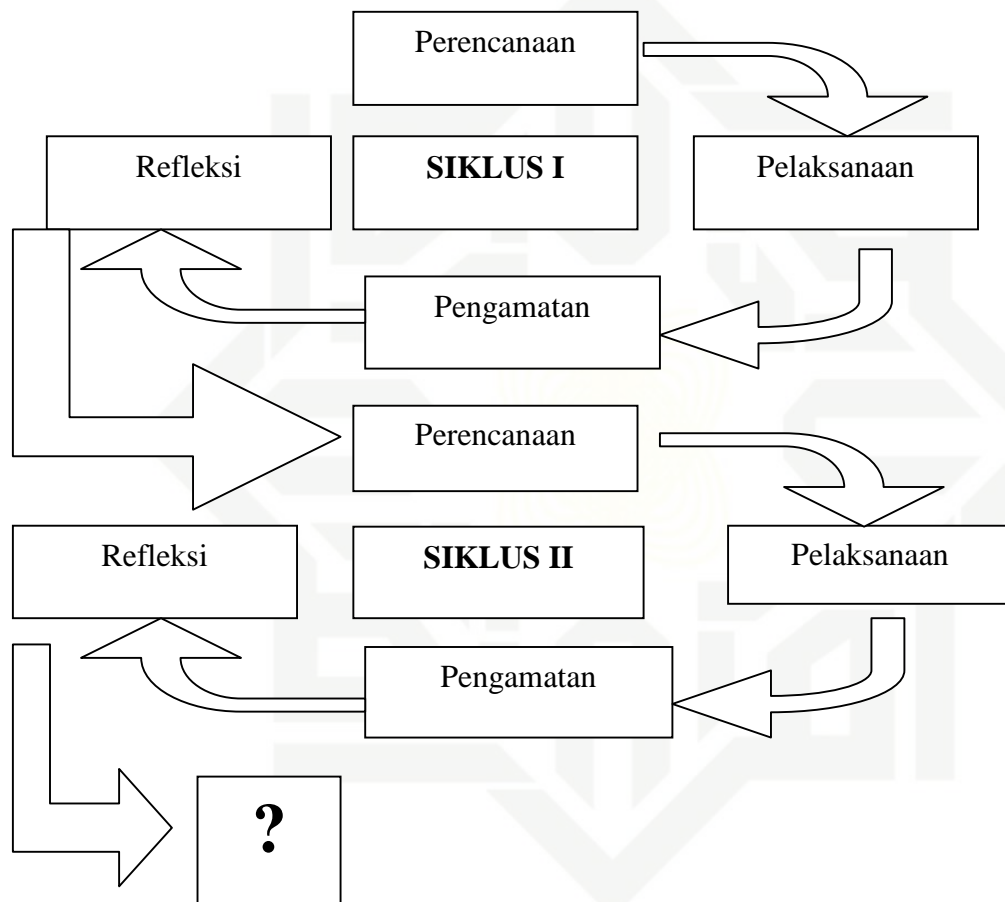 Perencanaan
Refleksi
SIKLUS I
Pelaksanaan
Pengamatan
Perencanaan
Refleksi
SIKLUS II
Pelaksanaan
Pengamatan
?